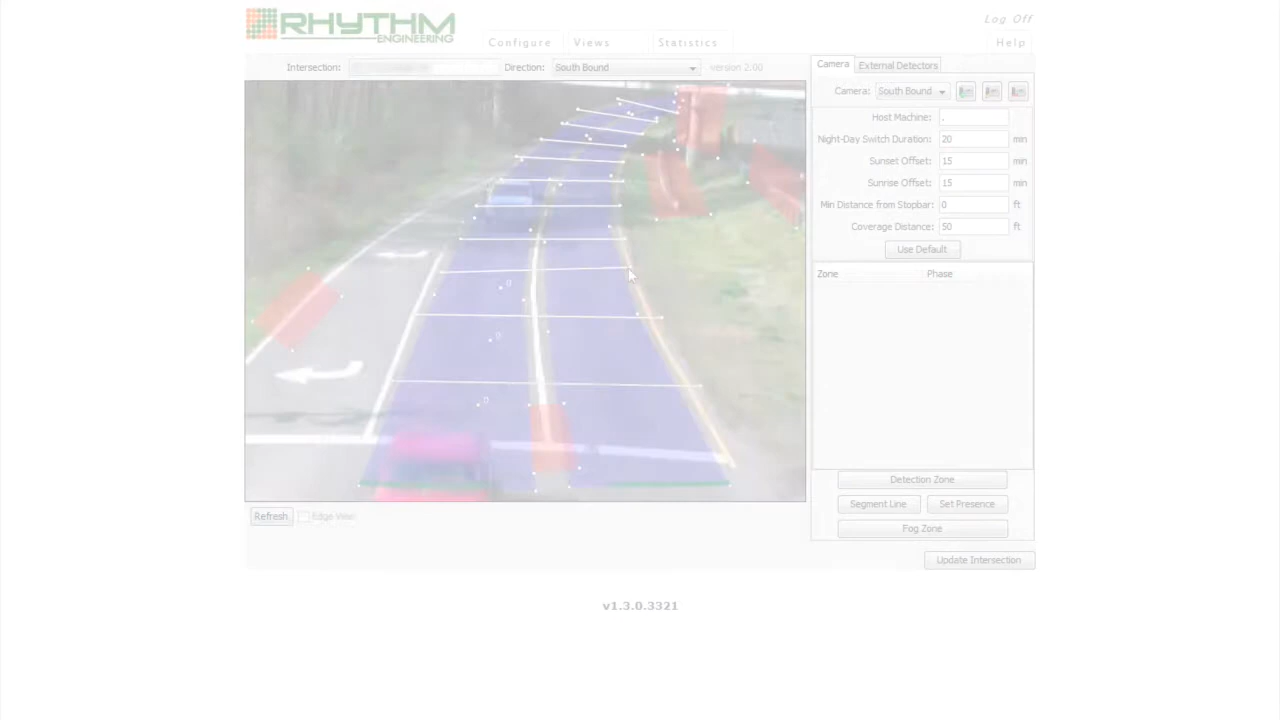 RHYTHM
ENGINEERING
Log Off
Configure Views Statistics Help
Intersection: Direction: South Bound version 2.00
Camera External Detectors
Camera: South Bound
Host Machine: .
Night-Day Switch Duration: 20 min
Sunset Offset: 15 min
Sunrise Offset: 15 min
Min Distance from Stopbar: 0 ft
Coverage Distance: 50 ft
Use Default
Zone Phase
0
0
0
Detection Zone
Segment Line Set Presence
Fog Zone
Refresh Edge View
Update Intersection
v1.3.0.3321